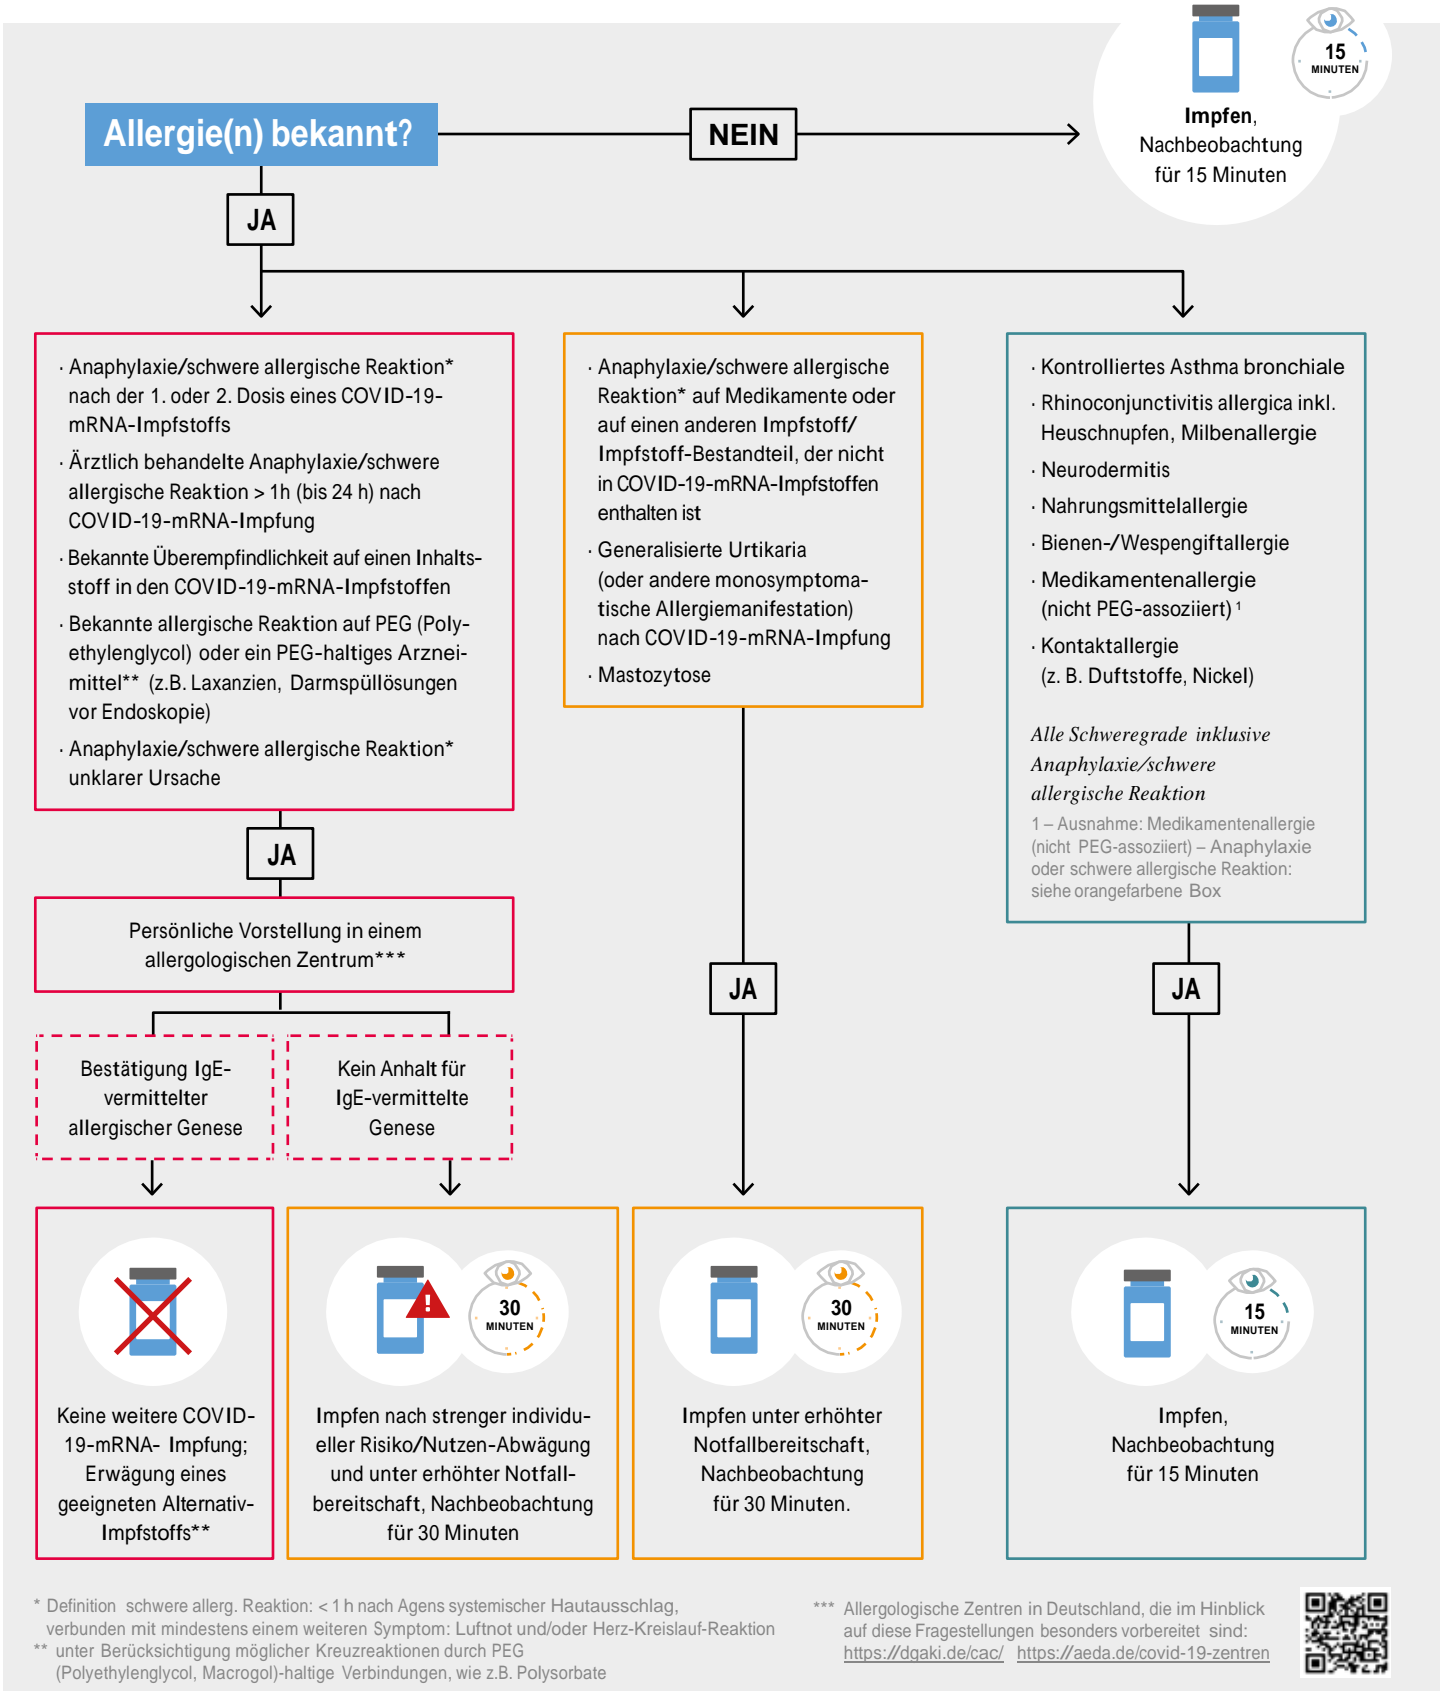 15
MINUTEN
Impfen,
Nachbeobachtung
für 15 Minuten
Allergie(n) bekannt?
NEIN
JA
· Anaphylaxie/schwere allergische Reaktion*
nach der 1. oder 2. Dosis eines COVID-19-
mRNA-Impfstoffs
· Ärztlich behandelte Anaphylaxie/schwere
allergische Reaktion > 1h (bis 24 h) nach
COVID-19-mRNA-Impfung
· Bekannte Überempfindlichkeit auf einen Inhalts-
stoff in den COVID-19-mRNA-Impfstoffen
· Bekannte allergische Reaktion auf PEG (Poly-
ethylenglycol) oder ein PEG-haltiges Arznei-
mittel** (z.B. Laxanzien, Darmspüllösungen
vor Endoskopie)
· Anaphylaxie/schwere allergische Reaktion*
unklarer Ursache
· Anaphylaxie/schwere allergische
Reaktion* auf Medikamente oder
auf einen anderen Impfstoff/
Impfstoff-Bestandteil, der nicht
in COVID-19-mRNA-Impfstoffen
enthalten ist
· Generalisierte Urtikaria
(oder andere monosymptoma-
tische Allergiemanifestation)
nach COVID-19-mRNA-Impfung
· Mastozytose
· Kontrolliertes Asthma bronchiale
· Rhinoconjunctivitis allergica inkl.
Heuschnupfen, Milbenallergie
· Neurodermitis
· Nahrungsmittelallergie
· Bienen-/Wespengiftallergie
· Medikamentenallergie
(nicht PEG-assoziiert) 1
· Kontaktallergie
(z. B. Duftstoffe, Nickel)
Alle Schweregrade inklusive
Anaphylaxie/schwere
allergische Reaktion
1 – Ausnahme: Medikamentenallergie
(nicht PEG-assoziiert) – Anaphylaxie
oder schwere allergische Reaktion:
siehe orangefarbene Box
JA
Persönliche Vorstellung in einem
allergologischen Zentrum***
JA
JA
Bestätigung IgE-
vermittelter
allergischer Genese
Kein Anhalt für
IgE-vermittelte
Genese
Keine weitere COVID-
19-mRNA- Impfung;
Erwägung eines
geeigneten Alternativ-
Impfstoffs**
!
30
MINUTEN
Impfen nach strenger individu-
eller Risiko/Nutzen-Abwägung
und unter erhöhter Notfall-
bereitschaft, Nachbeobachtung
für 30 Minuten
30
MINUTEN
Impfen unter erhöhter
Notfallbereitschaft,
Nachbeobachtung
für 30 Minuten.
15
MINUTEN
Impfen,
Nachbeobachtung
für 15 Minuten
* Definition schwere allerg. Reaktion: < 1 h nach Agens systemischer Hautausschlag,
verbunden mit mindestens einem weiteren Symptom: Luftnot und/oder Herz-Kreislauf-Reaktion
** unter Berücksichtigung möglicher Kreuzreaktionen durch PEG
(Polyethylenglycol, Macrogol)-haltige Verbindungen, wie z.B. Polysorbate
*** Allergologische Zentren in Deutschland, die im Hinblick
auf diese Fragestellungen besonders vorbereitet sind:
https://dgaki.de/cac/ https://aeda.de/covid-19-zentren